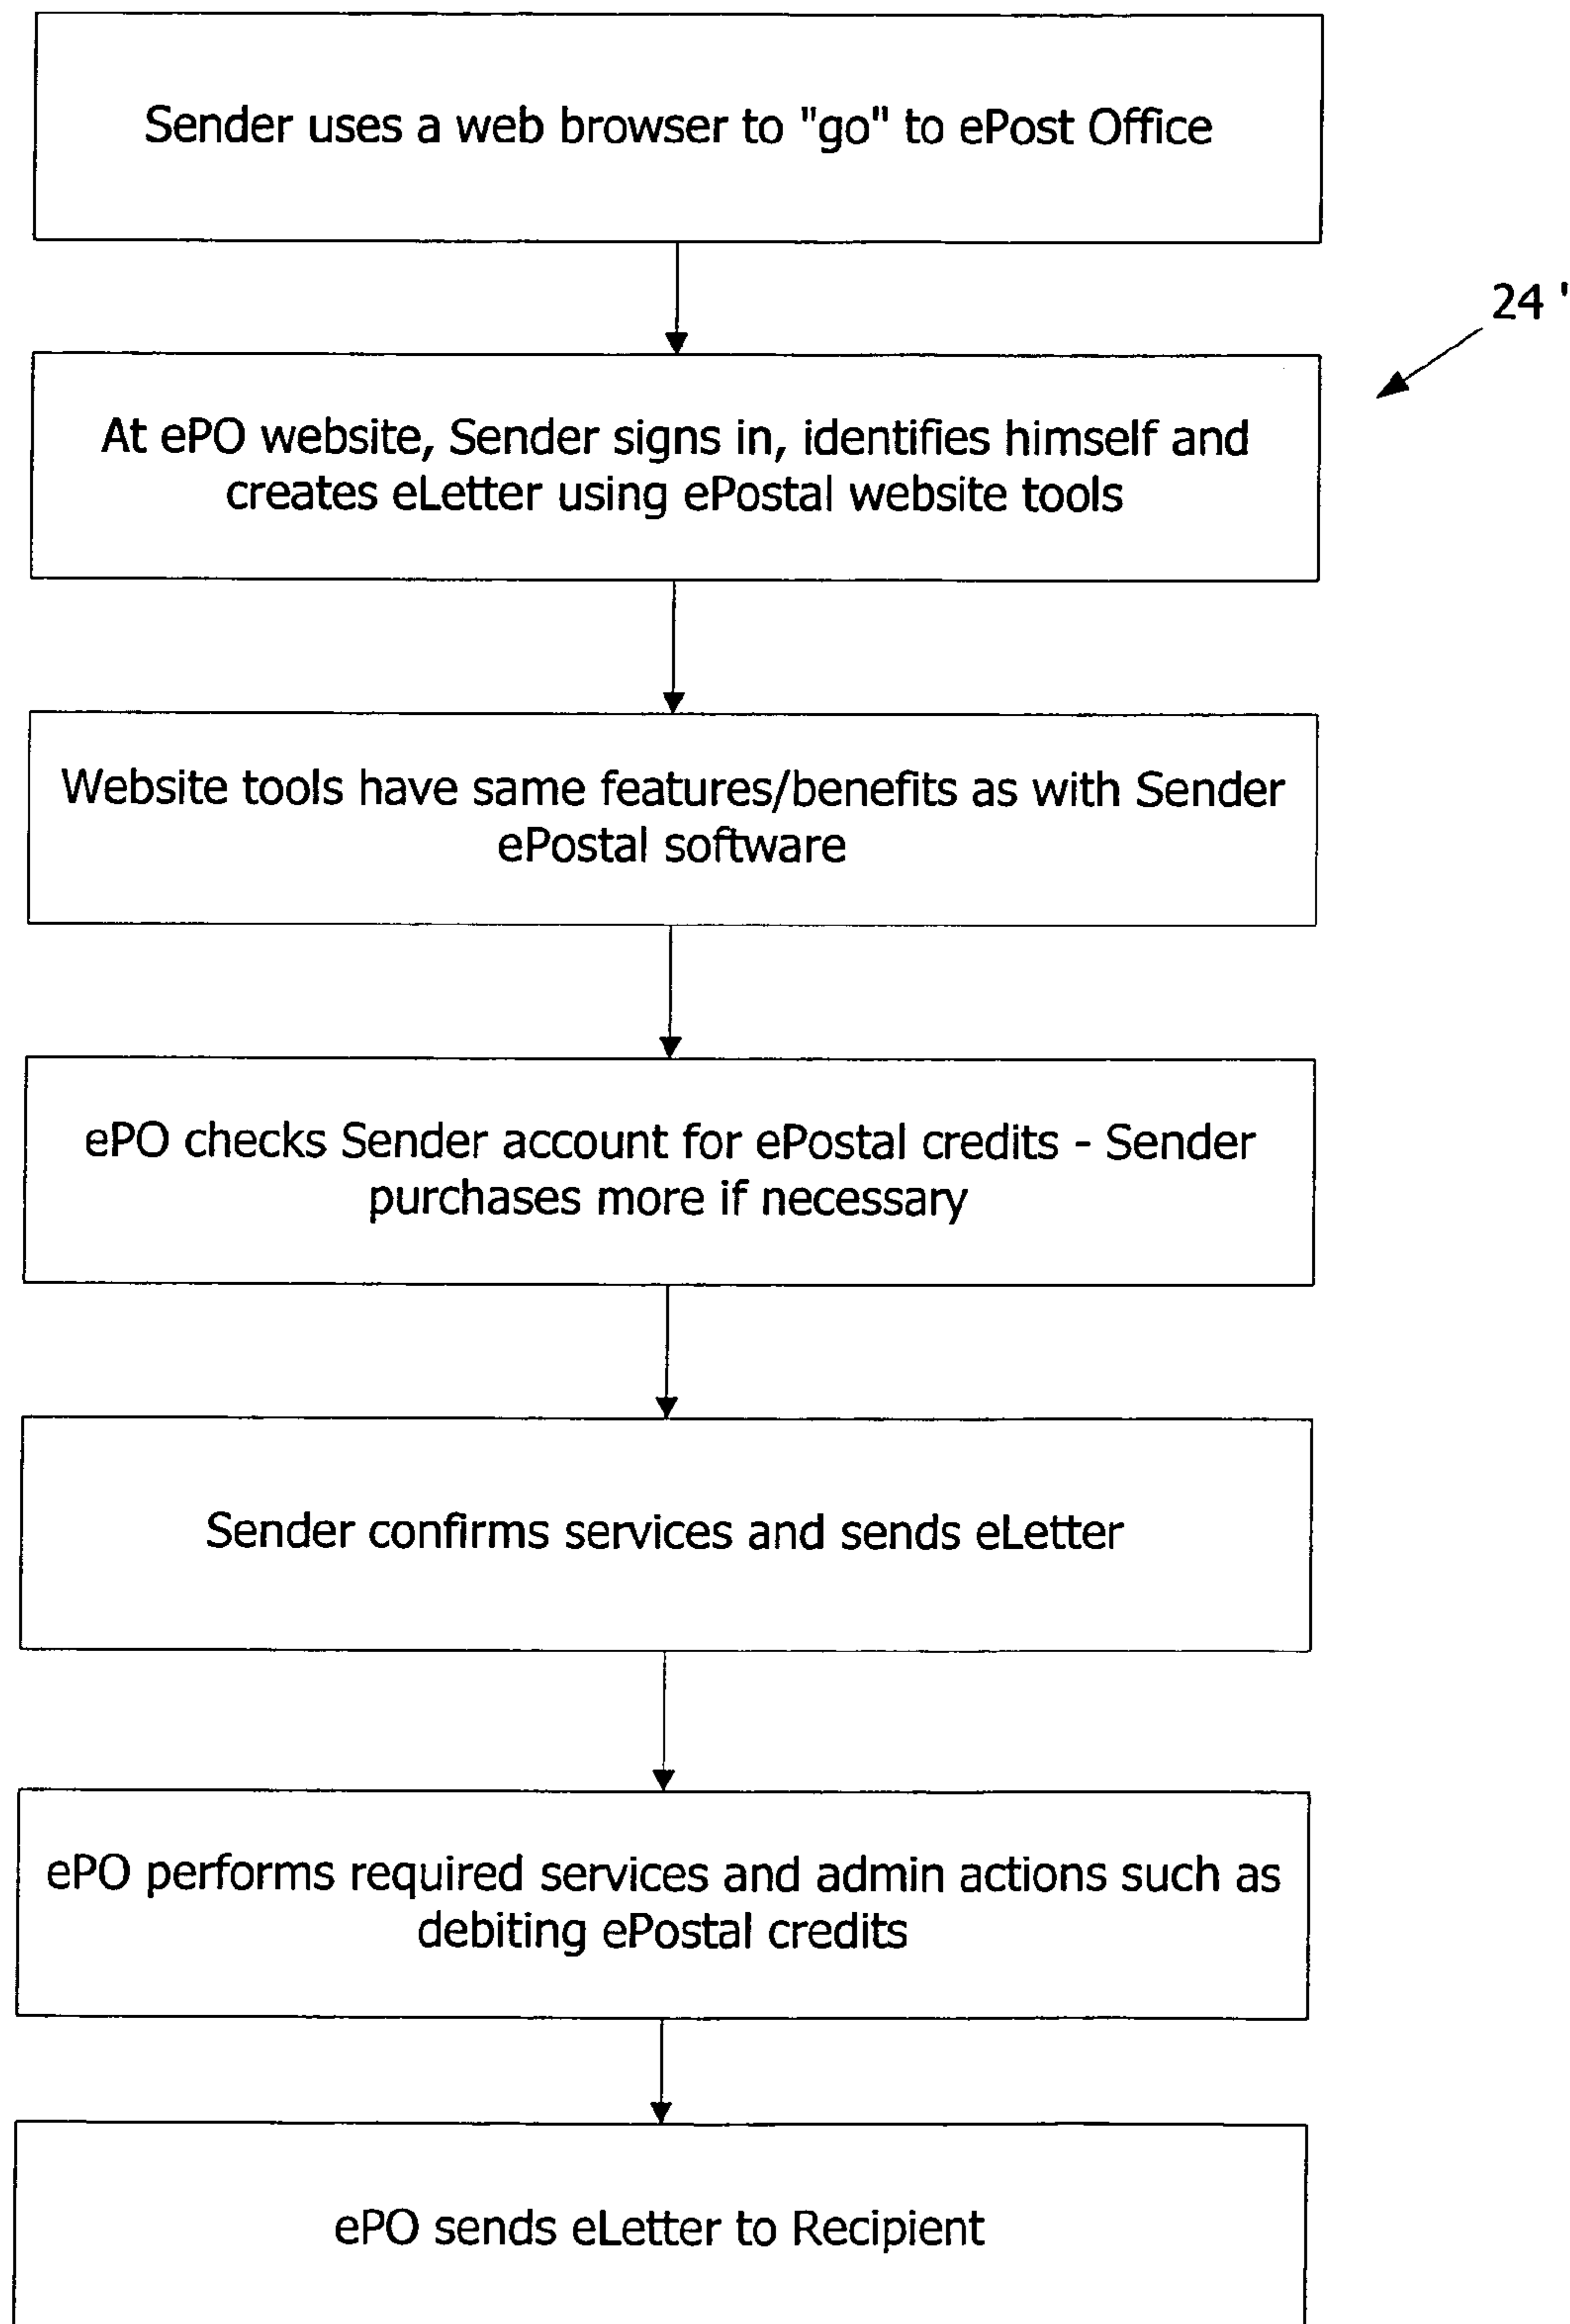 Sender uses a web browser to "go" to ePost Office
24 '
At ePO website, Sender signs in, identifies himself and
creates eLetter using ePostal website tools
Website tools have same features/benefits as with Sender
ePostal software
ePO checks Sender account for ePostal credits - Sender
purchases more if necessary
Sender confirms services and sends eLetter
ePO performs required services and admin actions such as
debiting ePostal credits
ePO sends eLetter to Recipient